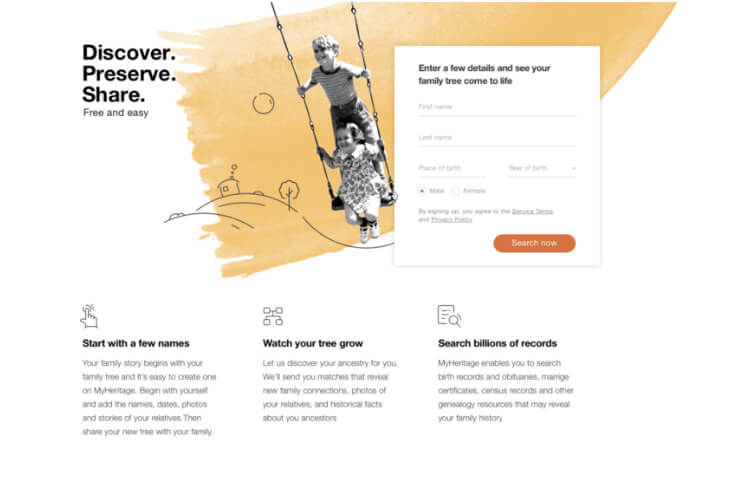 Discover.
Preserve.
Share.
Free and easy
Enter a few details and see your
family tree come to life
First name
Last name
Place of birth
Year of birth
Male
Female
By signing up, you agree to the Service Terms
and Privacy Policy
Search now
Start with a few names
Your family story begins with your
family tree and It's easy to create one
on MyHeritage. Begin with yourself
and add the names, dates, photos
and stories of your relatives.Then
share your new tree with your family.
Watch your tree grow
Let us discover your ancestry for you.
We'll send you matches that reveal
new family connections, photos of
your relatives, and historical facts
about you ancestors
Search billions of records
MyHeritage enables you to search
birth records and obituaries, marrige
certificates, census records and other
genealogy resources that may reveal
your family history